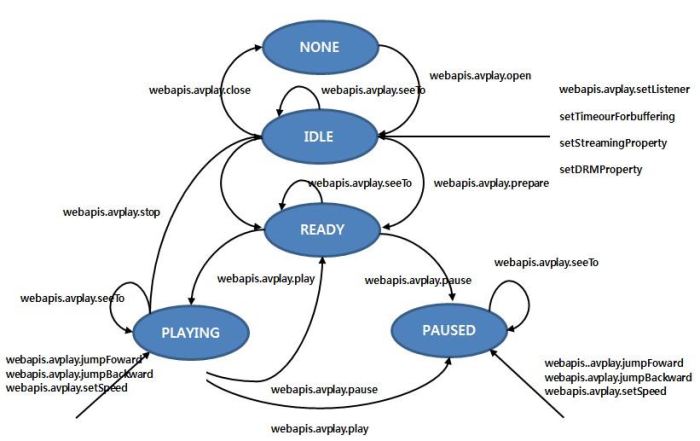 NONE
webapis.avplay.open
webapis.avplay.close
webapis.avplay.seeTo
webapis.avplay.setListener
setTimeourForbuffering
setStreamingProperty
setDRMProperty
IDLE
webapis.avplay.seeTo
webapis.avplay.prepare
webapis.avplay.stop
READY
webapis.avplay.play
webapis.avplay.pause
webapis.avplay.seeTo
webapis.avplay.seeTo
PLAYING
PAUSED
webapis.avplay.jumpFoward
webapis.avplay.jumpBackward
webapis.avplay.setSpeed
webapis..avplay.jumpFoward
webapis.avplay.jumpBackward
webapis.avplay.setSpeed
webapis.avplay.pause
webapis.avplay.play